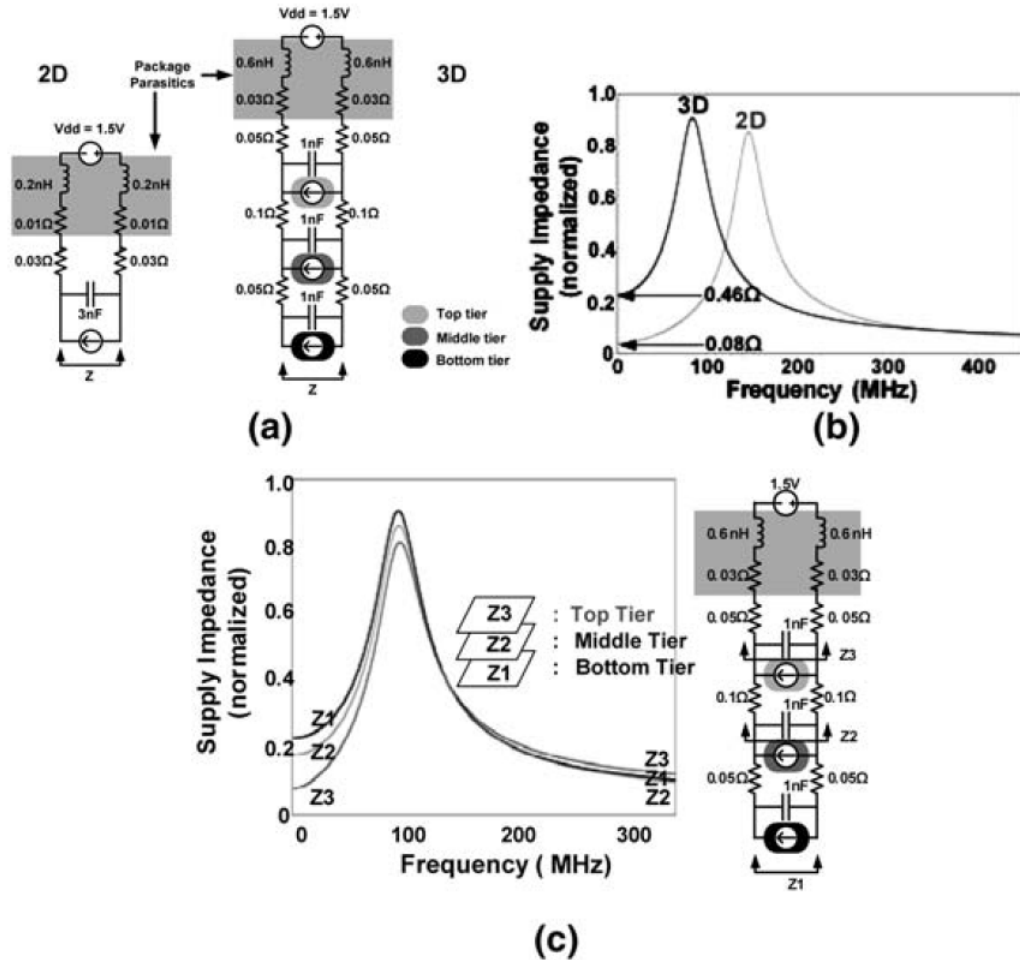 Vdd = 1.5V
2D
Package
Parasitics
3D
0.6nH 0.6nH
0.03Ω 0.03Ω
0.05Ω 0.05Ω
1nF
0.1Ω 0.1Ω
1nF
0.05Ω 0.05Ω
1nF
Z
Vdd = 1.5V
0.2nH 0.2nH
0.01Ω 0.01Ω
0.03Ω 0.03Ω
3nF
Z
Top tier
Middle tier
Bottom tier
(a)
Supply Impedance
(normalized)
1.0
0.8
0.6
0.4
0.2
0
3D 2D
0.46Ω
0.08Ω
0 100 200 300 400
Frequency (MHz)
(b)
Supply Impedance
(normalized)
1.0
0.8
0.6
0.4
0.2
0
Z1
Z2
Z3
Z3 : Top Tier
Z2 : Middle Tier
Z1 : Bottom Tier
Z3
Z1
Z2
0 100 200 300
Frequency ( MHz)
1.5V
0.6nH 0.6nH
0.03Ω 0.03Ω
0.05Ω 0.05Ω
1nF
Z3
0.1Ω 0.1Ω
1nF
Z2
0.05Ω 0.05Ω
1nF
Z1
(c)